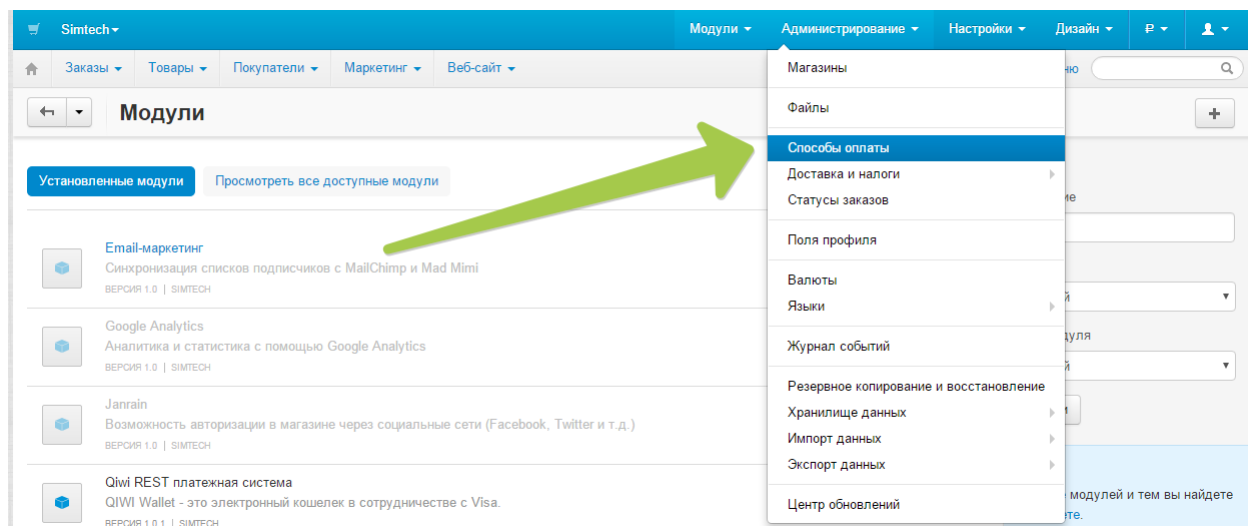 Simtech
Модули
Администрирование
Настройки
Дизайн
₽
Заказы
Товары
Покупатели
Маркетинг
Веб-сайт
Модули
Установленные модули
Просмотреть все доступные модули
Email-маркетинг
Синхронизация списков подписчиков с MailChimp и Mad Mimi
ВЕРСИЯ 1.0 | SIMTECH
Google Analytics
Аналитика и статистика с помощью Google Analytics
ВЕРСИЯ 1.0 | SIMTECH
Janrain
Возможность авторизации в магазине через социальные сети (Facebook, Twitter и т.д.)
ВЕРСИЯ 1.0 | SIMTECH
Qiwi REST платежная система
QIWI Wallet - это электронный кошелек в сотрудничестве с Visa.
ВЕРСИЯ 1.0.1 | SIMTECH
Магазины
Файлы
Способы оплаты
Доставка и налоги
Статусы заказов
Поля профиля
Валюты
Языки
Журнал событий
Резервное копирование и восстановление
Хранилище данных
Импорт данных
Экспорт данных
Центр обновлений
модулей и тем вы найдете